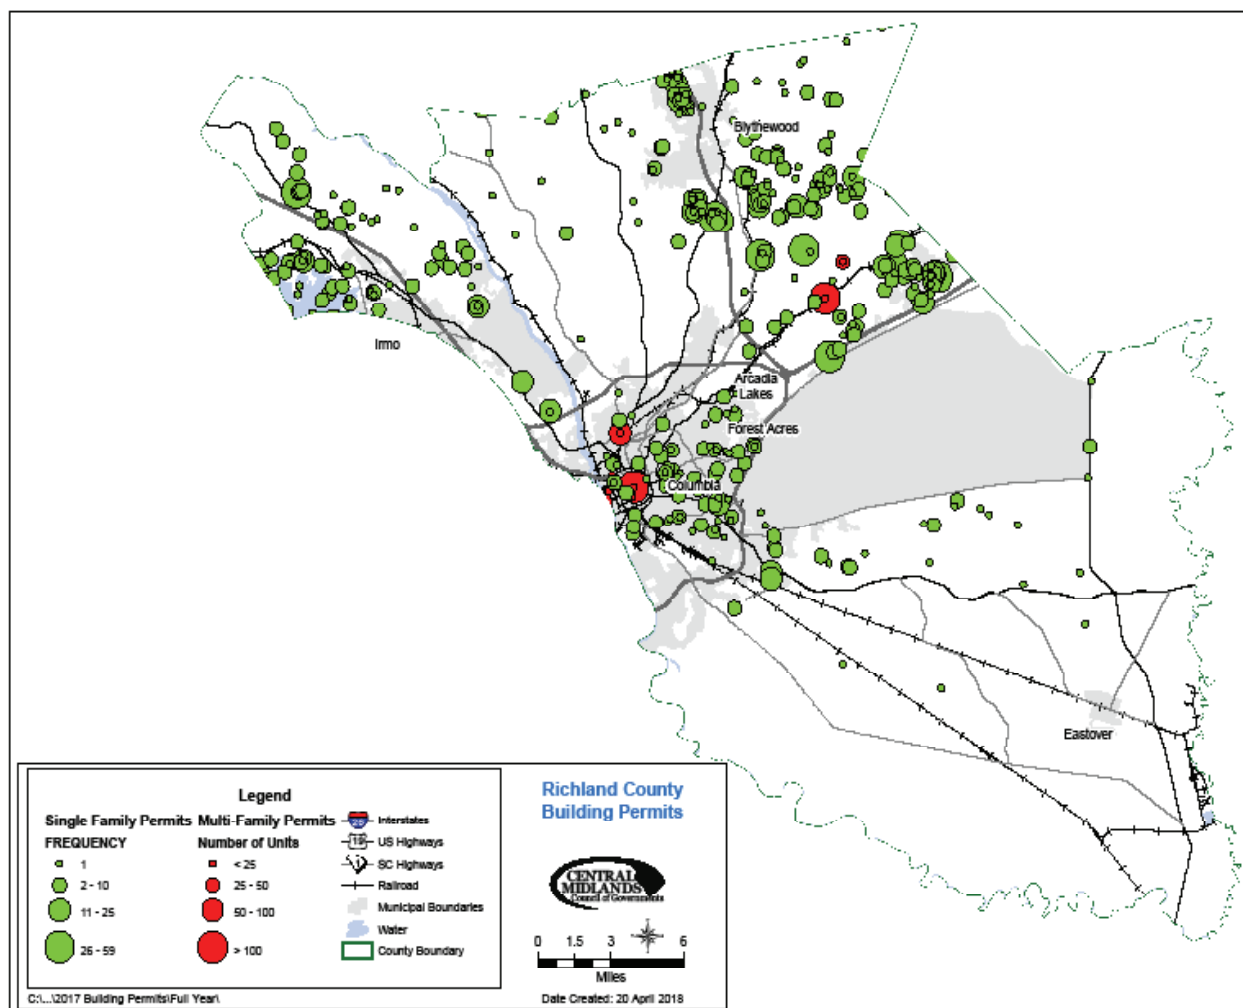 Blythewood
Irmo
Arcadia
Lakes
Forest Acres
Columbia
Eastover
Legend
Single Family Permits
FREQUENCY
1
2 - 10
11 - 25
26 - 59
Multi-Family Permits
Number of Units
< 25
25 - 50
50 - 100
> 100
Interstates
US Highways
SC Highways
Railroad
Municipal Boundaries
Water
County Boundary
Richland County
Building Permits
CENTRAL
MIDLANDS
Council of Governments
0 1.5 3 6
Miles
C:\...\2017 Building Permits\Full Year\
Date Created: 20 April 2018